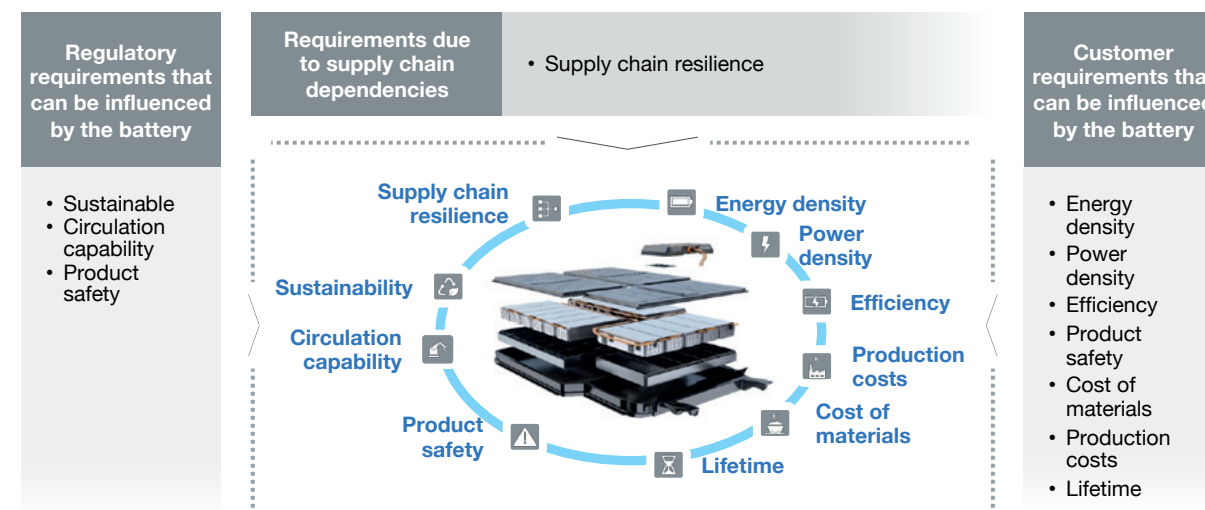 Regulatory
requirements that
can be influenced
by the battery
• Sustainable
• Circulation
capability
• Product
safety
Requirements due
to supply chain
dependencies
• Supply chain resilience
Supply chain
resilience
Energy density
Power
density
Sustainability
Efficiency
Circulation
capability
Production
costs
Product
safety
Cost of
materials
Lifetime
Customer
requirements tha
can be influenced
by the battery
• Energy
density
• Power
density
• Efficiency
• Product
safety
• Cost of
materials
• Production
costs
• Lifetime